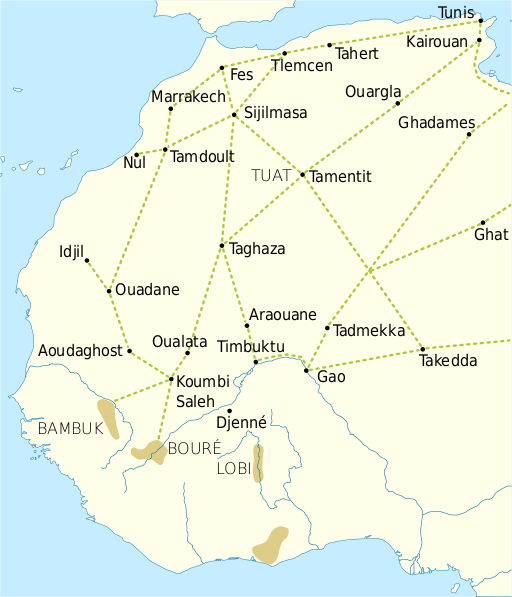 Tunis
Kairouan
Tahert
Tlemcen
Fes
Ouargla
Marrakech
Sijilmasa
Ghadames
Nul
Tamdoult
TUAT
Tamentit
Ghat
Taghaza
Idjil
Ouadane
Araouane
Tadmekka
Oualata
Timbuktu
Aoudaghost
Takedda
Koumbi
Saleh
Gao
Djenné
BAMBUK
BOURÉ
LOBI